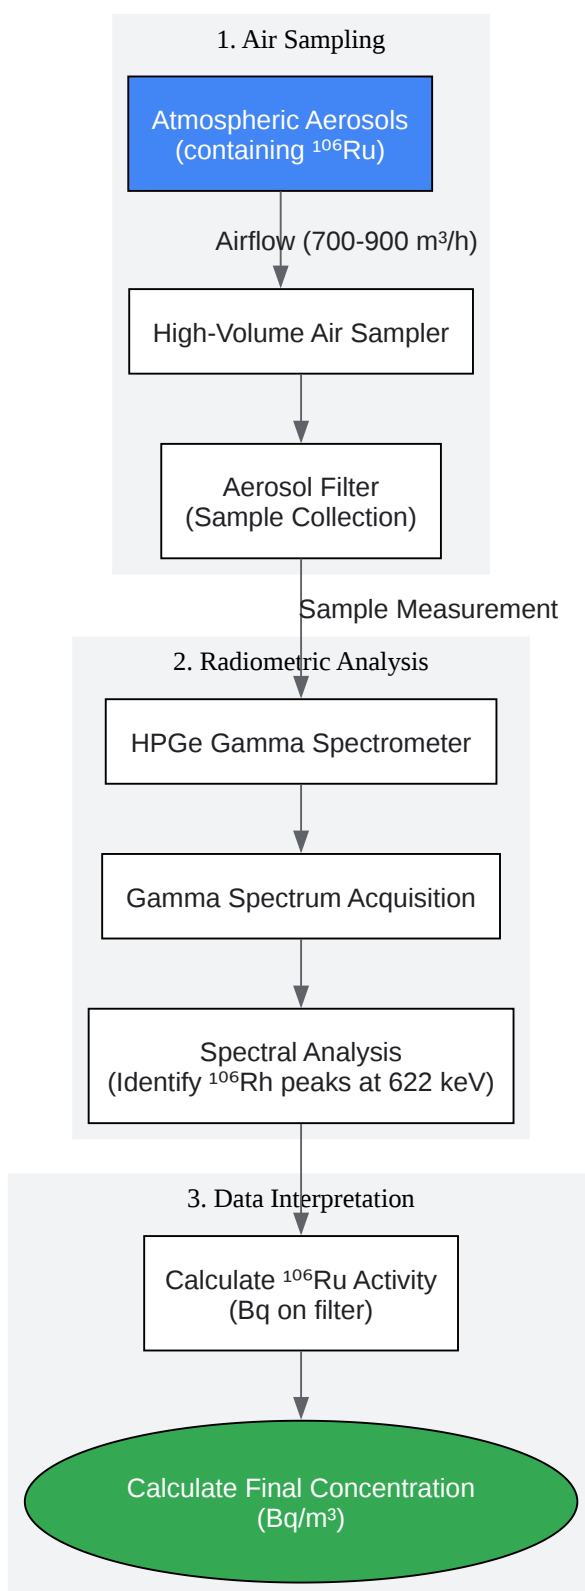 1. Air Sampling
Atmospheric Aerosols
(containing ¹⁰⁶Ru)
Airflow (700-900 m³/h)
High-Volume Air Sampler
Aerosol Filter
(Sample Collection)
Sample Measurement
2. Radiometric Analysis
HPGe Gamma Spectrometer
Gamma Spectrum Acquisition
Spectral Analysis
(Identify ¹⁰⁶Rh peaks at 622 keV)
3. Data Interpretation
Calculate ¹⁰⁶Ru Activity
(Bq on filter)
Calculate Final Concentration
(Bq/m³)